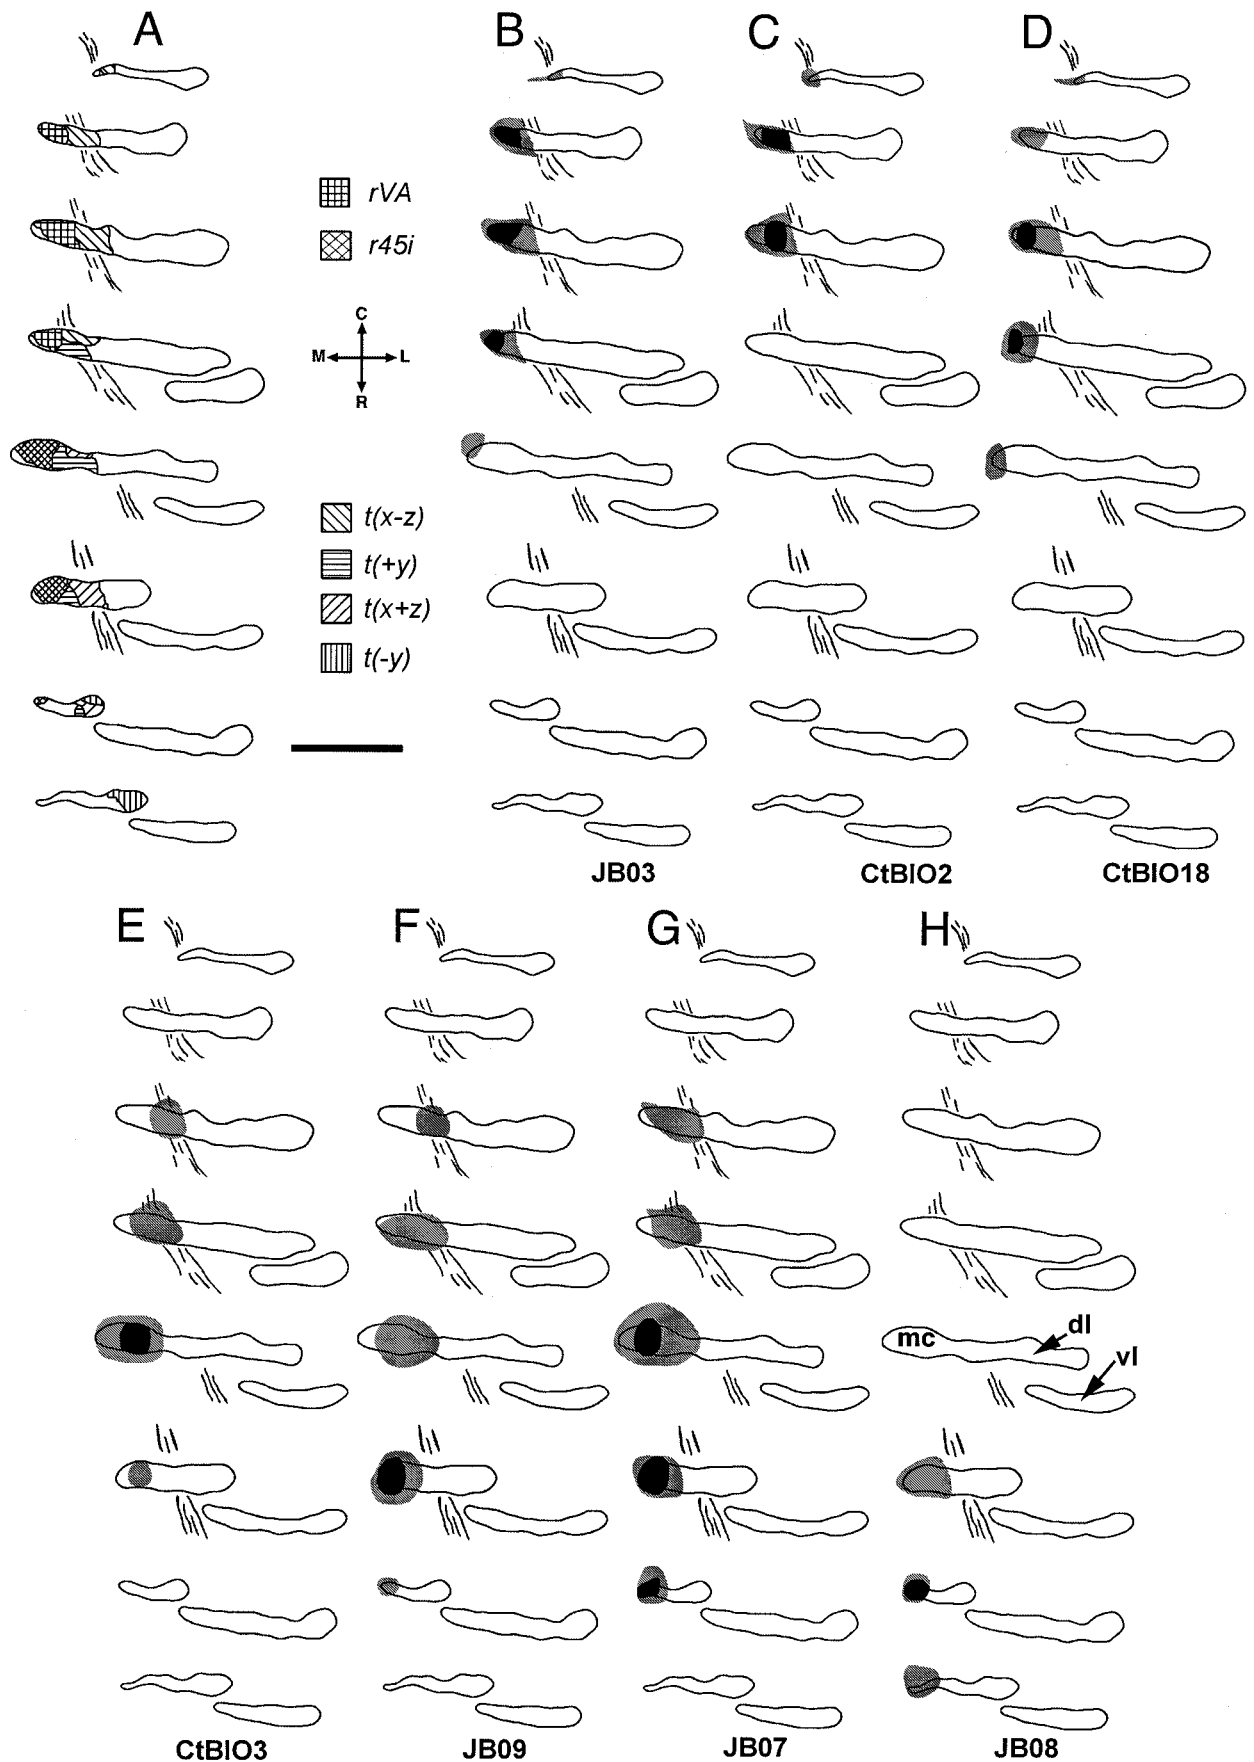 A
B
C
D
rVA
r45i
C
M
L
R
t(x-z)
t(+y)
t(x+z)
t(-y)
JB03
CtBIO2
CtBIO18
E
F
G
H
mc
dl
vl
CtBIO3
JB09
JB07
JB08